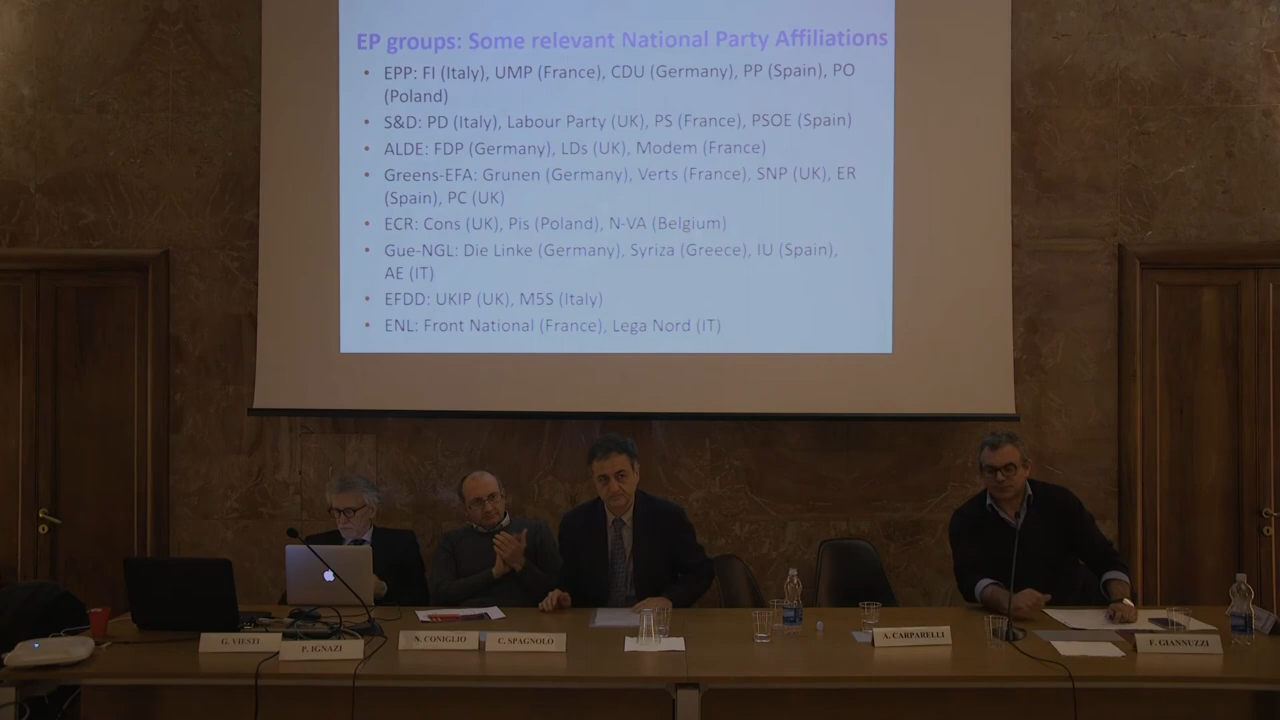 EP groups: Some relevant National Party Affiliations
• EPP: FI (Italy), UMP (France), CDU (Germany), PP (Spain), PO
(Poland)
• S&D: PD (Italy), Labour Party (UK), PS (France), PSOE (Spain)
• ALDE: FDP (Germany), LDs (UK), Modem (France)
• Greens-EFA: Grunen (Germany), Verts (France), SNP (UK), ER
(Spain), PC (UK)
• ECR: Cons (UK), Pis (Poland), N-VA (Belgium)
• Gue-NGL: Die Linke (Germany), Syriza (Greece), IU (Spain),
AE (IT)
• EFDD: UKIP (UK), M5S (Italy)
• ENL: Front National (France), Lega Nord (IT)
G. VIESTI
P. IGNAZI
N. CONIGLIO
C. SPAGNOLO
A. CARPARELLI
F. GIANNUZZI